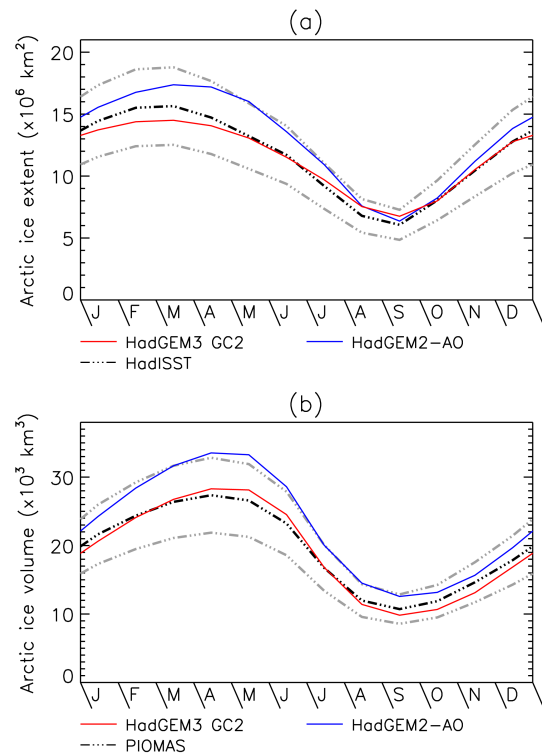 (a)
Arctic ice extent (x10⁶ km²)
20
15
10
5
0
J F M A M J J A S O N D
HadGEM3 GC2 HadGEM2-AO
HadISST
(b)
Arctic ice volume (x10³ km³)
30
20
10
0
J F M A M J J A S O N D
HadGEM3 GC2 HadGEM2-AO
PIOMAS